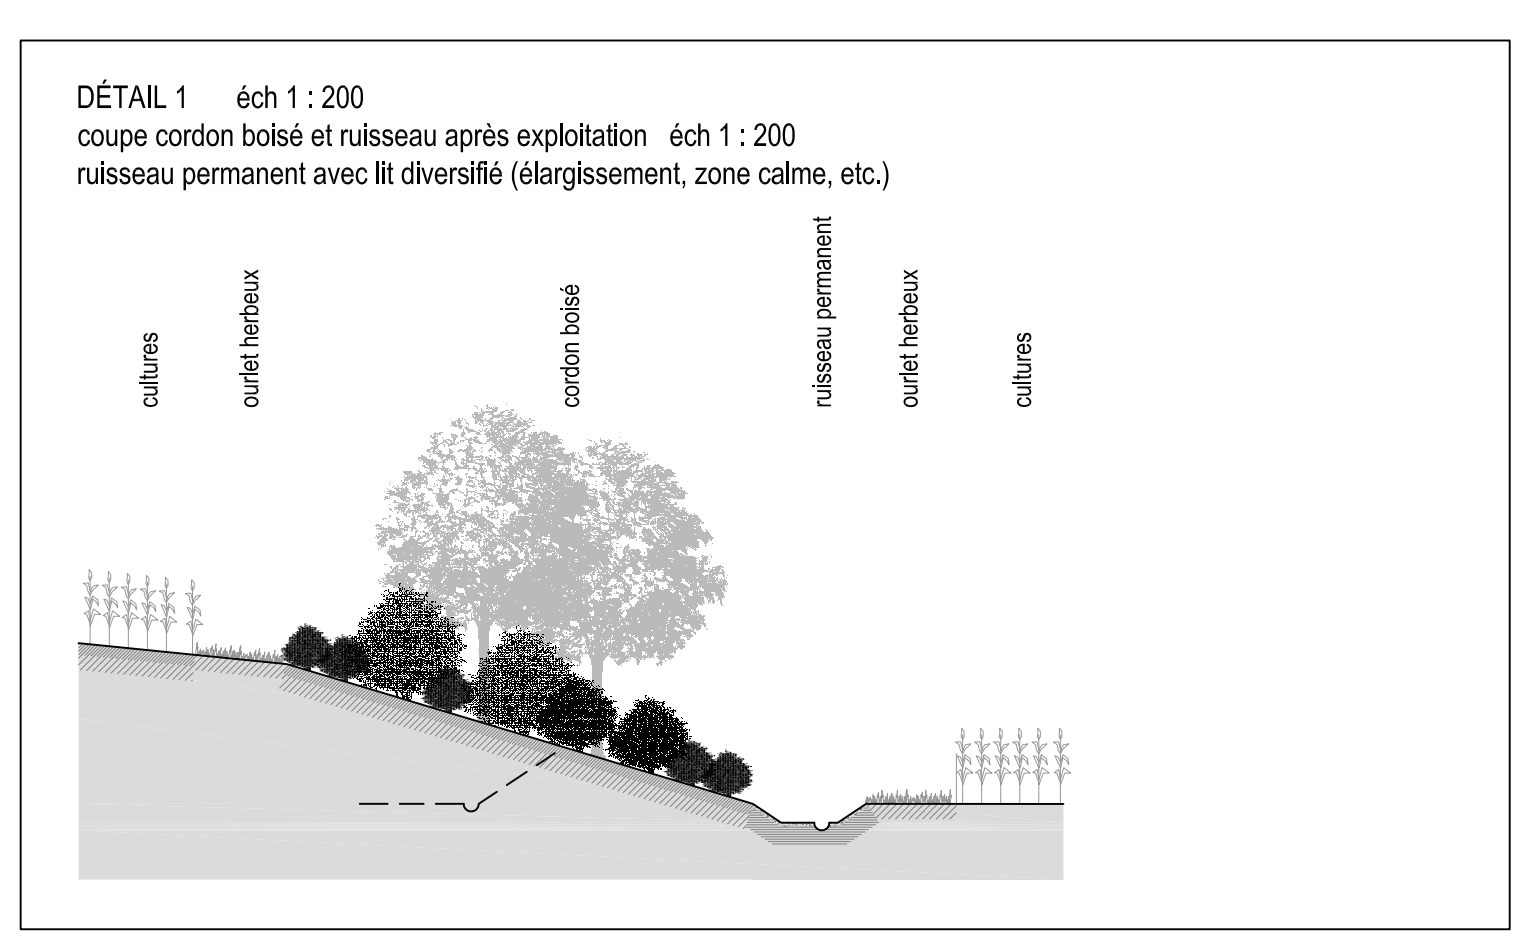 DÉTAIL 1 éch 1 : 200
coupe cordon boisé et ruisseau après exploitation éch 1 : 200
ruisseau permanent avec lit diversifié (élargissement, zone calme, etc.)
cultures
ourlet herbeux
cordon boisé
ruisseau permanent
ourlet herbeux
cultures